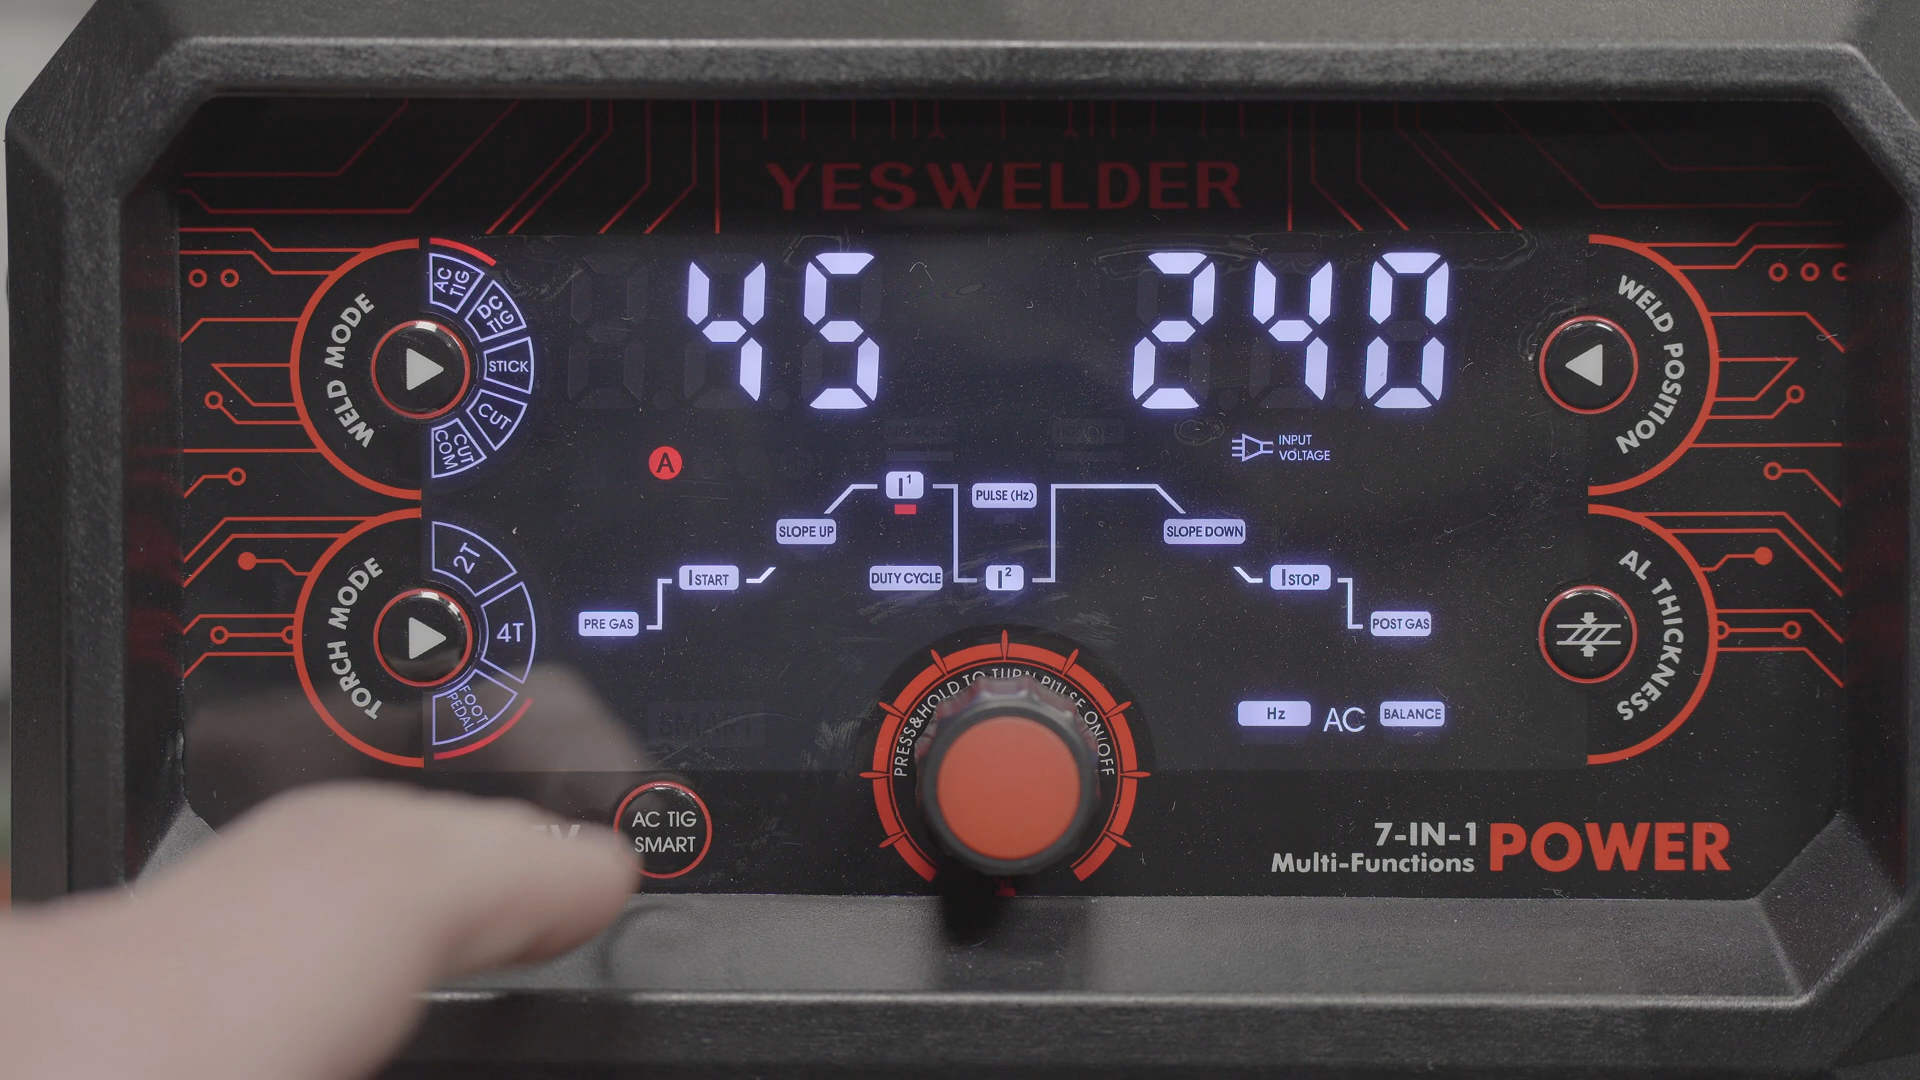 YESWELDER
WELD MODE
AC TIG
DC TIG
STICK
CUT
CUT COM
45
240
WELD POSITION
A
INPUT
VOLTAGE
I1
PULSE (Hz)
SLOPE UP
SLOPE DOWN
I START
DUTY CYCLE
I2
I STOP
PRE GAS
POST GAS
TORCH MODE
2T
4T
FOOT PEDAL
AL THICKNESS
PRESS&HOLD TO TURN PULSE ON/OFF
Hz AC BALANCE
AC TIG
SMART
7-IN-1
Multi-Functions POWER